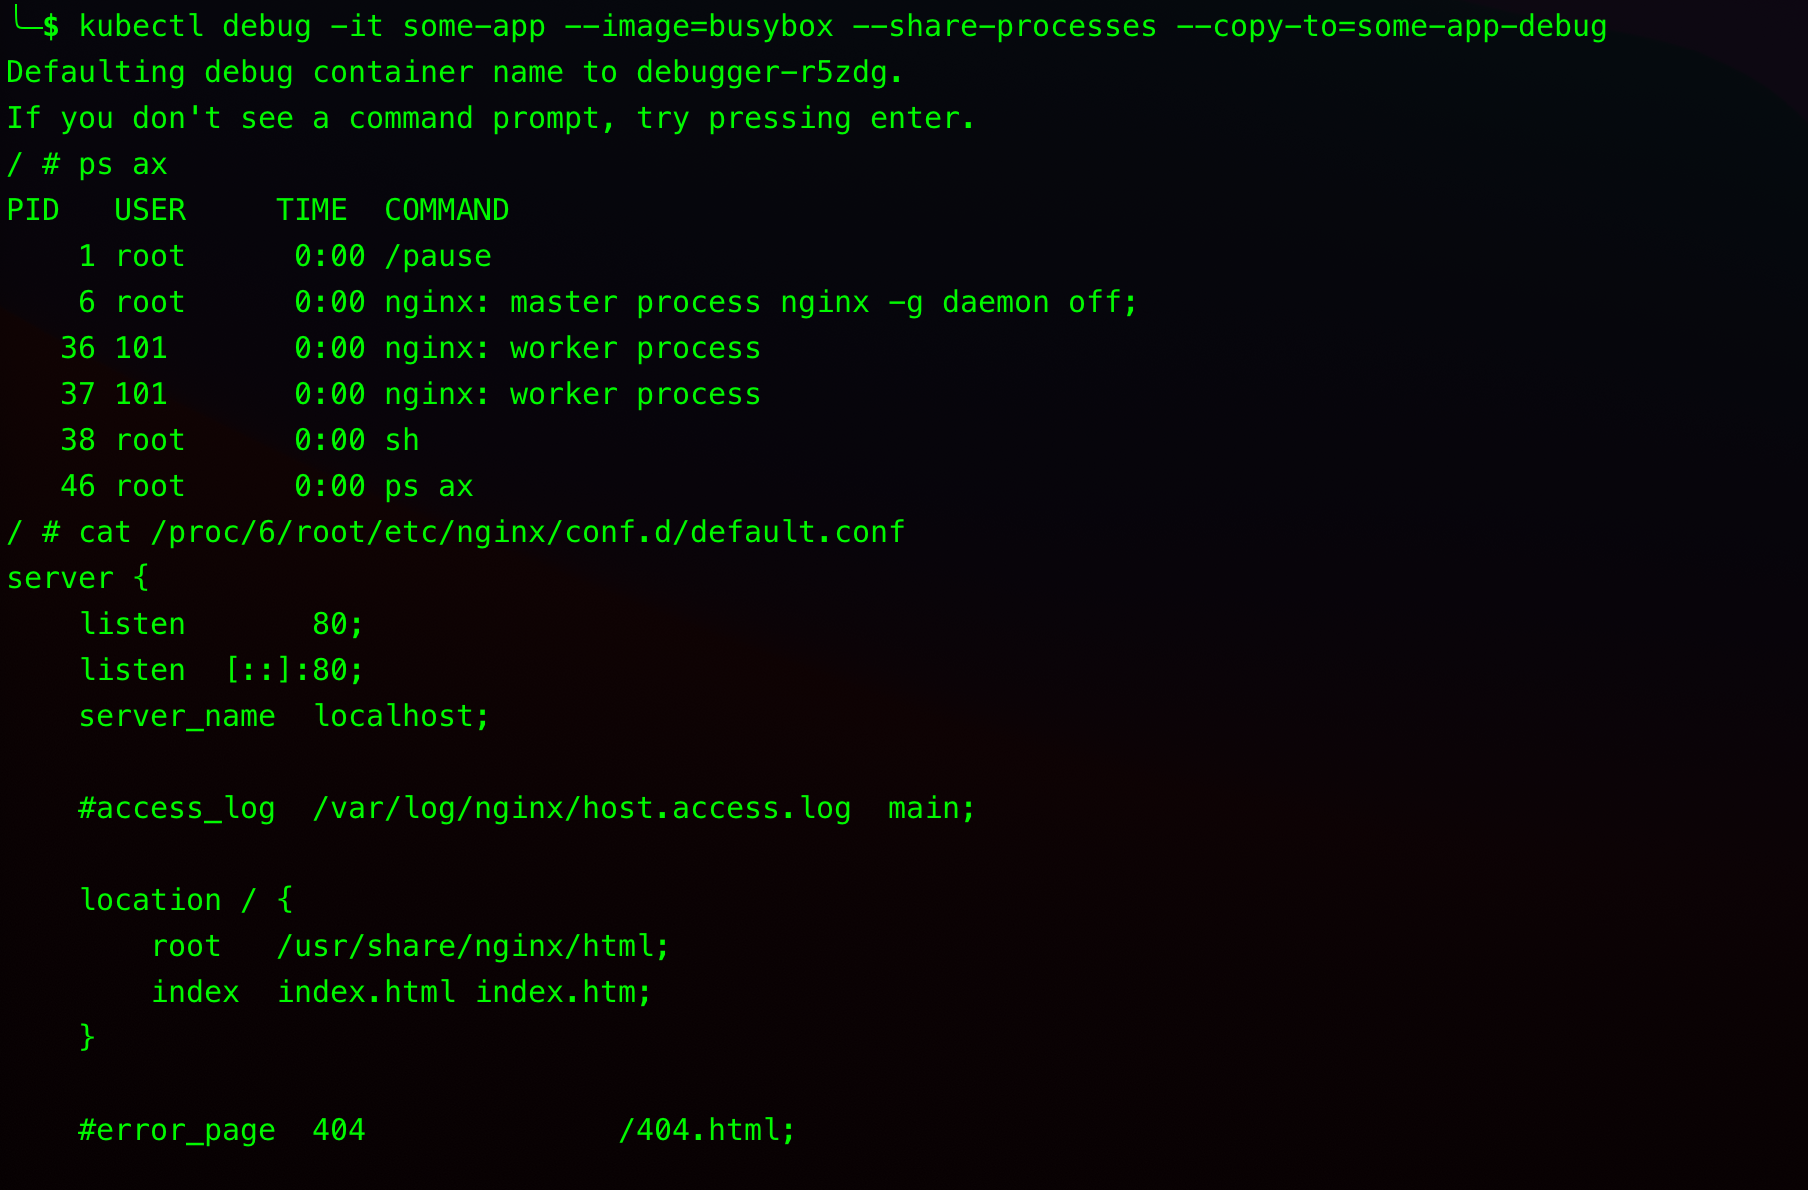 ╰─$ kubectl debug -it some-app --image=busybox --share-processes --copy-to=some-app-debug
Defaulting debug container name to debugger-r5zdg.
If you don't see a command prompt, try pressing enter.
/ # ps ax
PID   USER     TIME  COMMAND
    1 root      0:00 /pause
    6 root      0:00 nginx: master process nginx -g daemon off;
   36 101       0:00 nginx: worker process
   37 101       0:00 nginx: worker process
   38 root      0:00 sh
   46 root      0:00 ps ax
/ # cat /proc/6/root/etc/nginx/conf.d/default.conf
server {
    listen       80;
    listen  [::]:80;
    server_name  localhost;

    #access_log  /var/log/nginx/host.access.log  main;

    location / {
        root   /usr/share/nginx/html;
        index  index.html index.htm;
    }

    #error_page  404              /404.html;